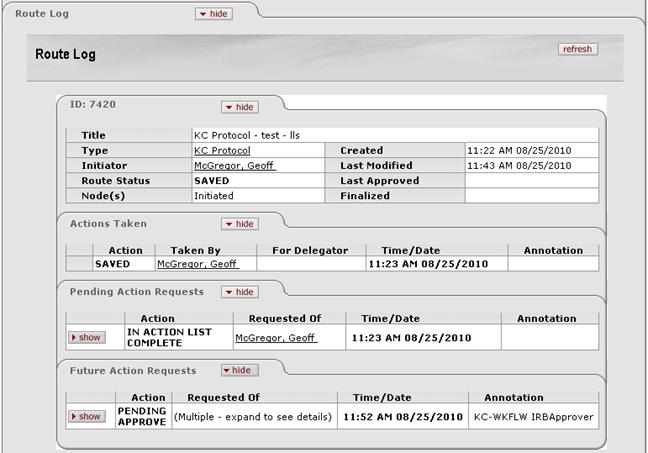 Route Log hide
Route Log refresh
ID: 7420 hide
Title KC Protocol - test - lls
Type KC Protocol Created 11:22 AM 08/25/2010
Initiator McGregor, Geoff Last Modified 11:43 AM 08/25/2010
Route Status SAVED Last Approved
Node(s) Initiated Finalized
Actions Taken hide
Action Taken By For Delegator Time/Date Annotation
SAVED McGregor, Geoff 11:23 AM 08/25/2010
Pending Action Requests hide
Action Requested Of Time/Date Annotation
show IN ACTION LIST
COMPLETE McGregor, Geoff 11:23 AM 08/25/2010
Future Action Requests hide
Action Requested Of Time/Date Annotation
show PENDING
APPROVE (Multiple - expand to see details) 11:52 AM 08/25/2010 KC-WKFLW IRBApprover